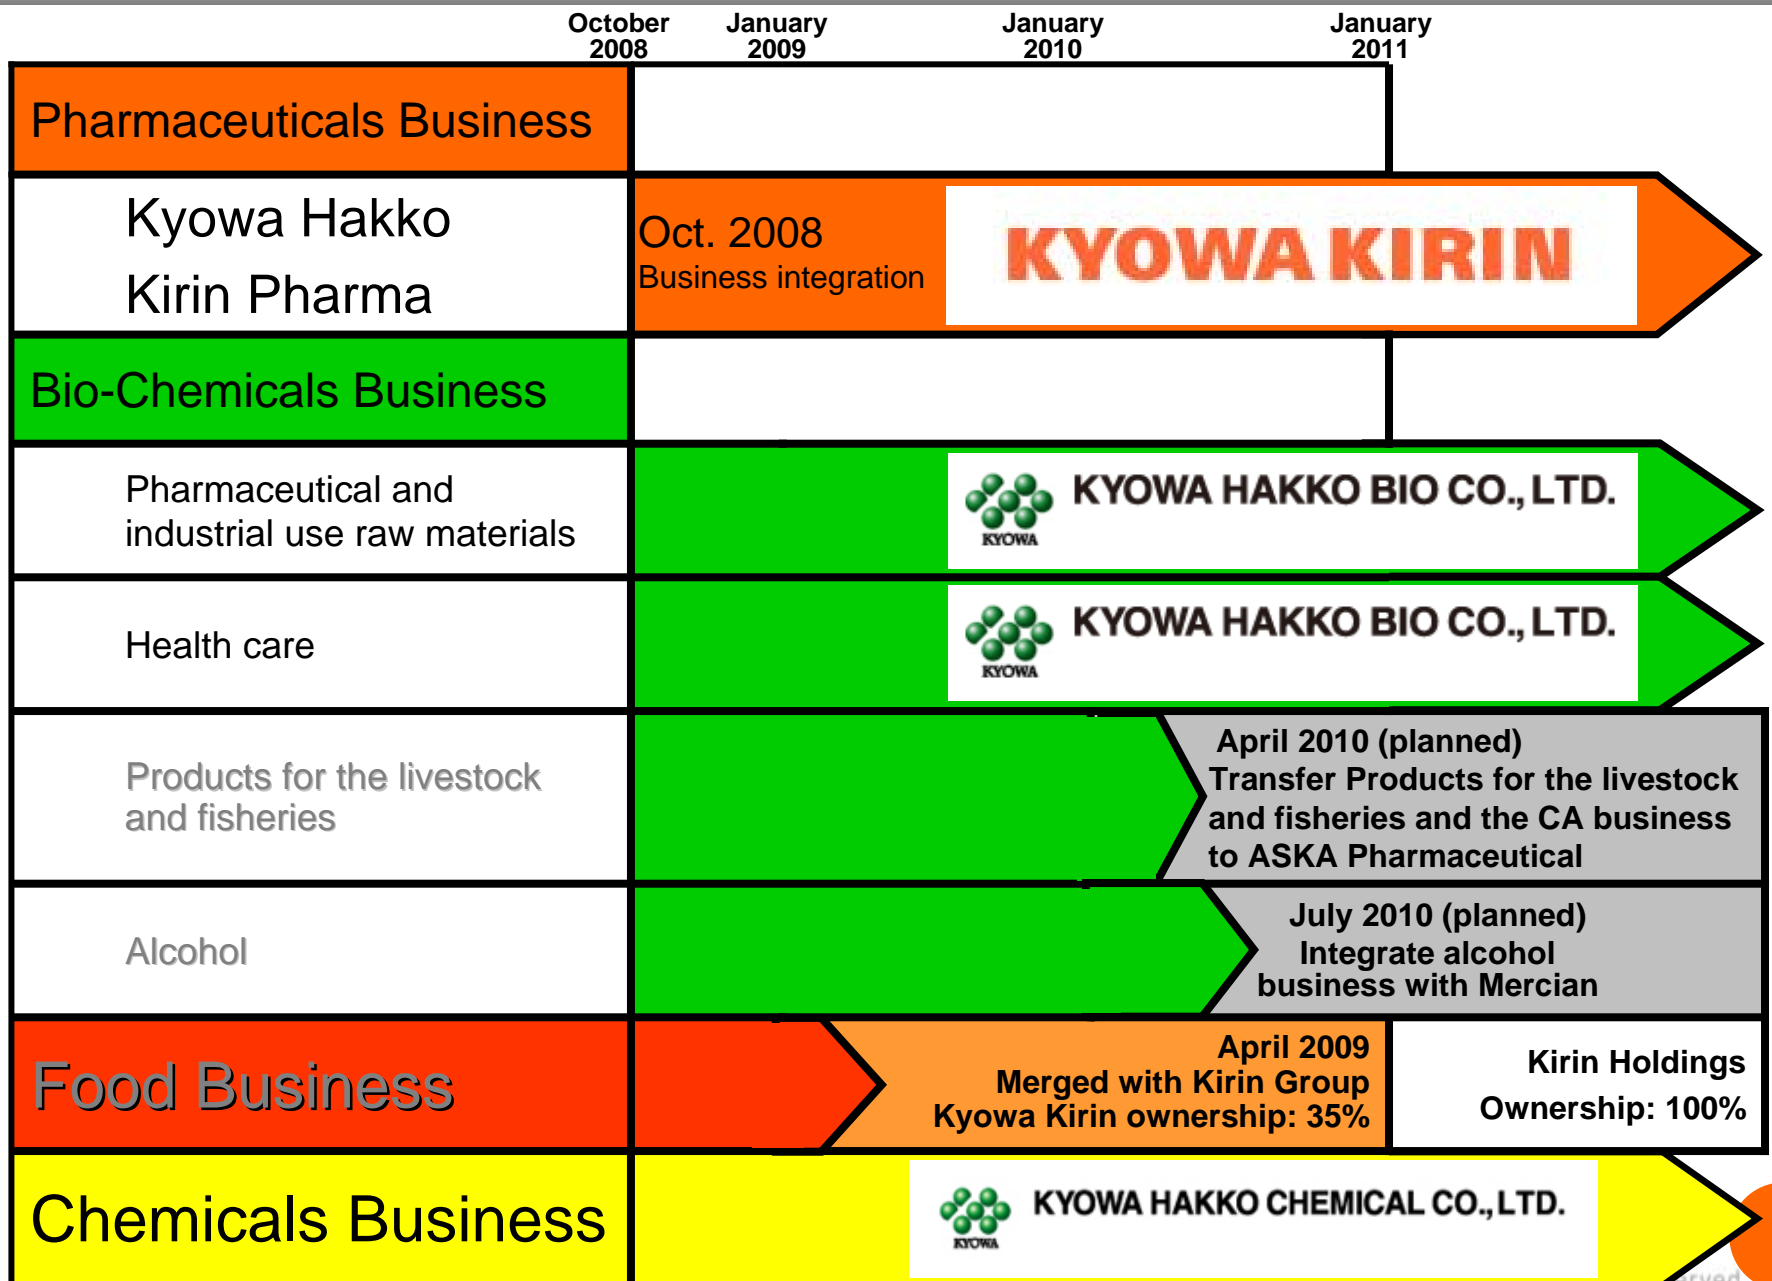 October
2008
January
2009
January
2010
January
2011
Pharmaceuticals Business
Kyowa Hakko
Kirin Pharma
Oct. 2008
Business integration
KYOWA KIRIN
Bio-Chemicals Business
Pharmaceutical and
industrial use raw materials
KYOWA HAKKO BIO CO., LTD.
KYOWA
Health care
KYOWA HAKKO BIO CO., LTD.
KYOWA
Products for the livestock
and fisheries
April 2010 (planned)
Transfer Products for the livestock
and fisheries and the CA business
to ASKA Pharmaceutical
Alcohol
July 2010 (planned)
Integrate alcohol
business with Mercian
Food Business
April 2009
Merged with Kirin Group
Kyowa Kirin ownership: 35%
Kirin Holdings
Ownership: 100%
Chemicals Business
KYOWA HAKKO CHEMICAL CO., LTD.
KYOWA